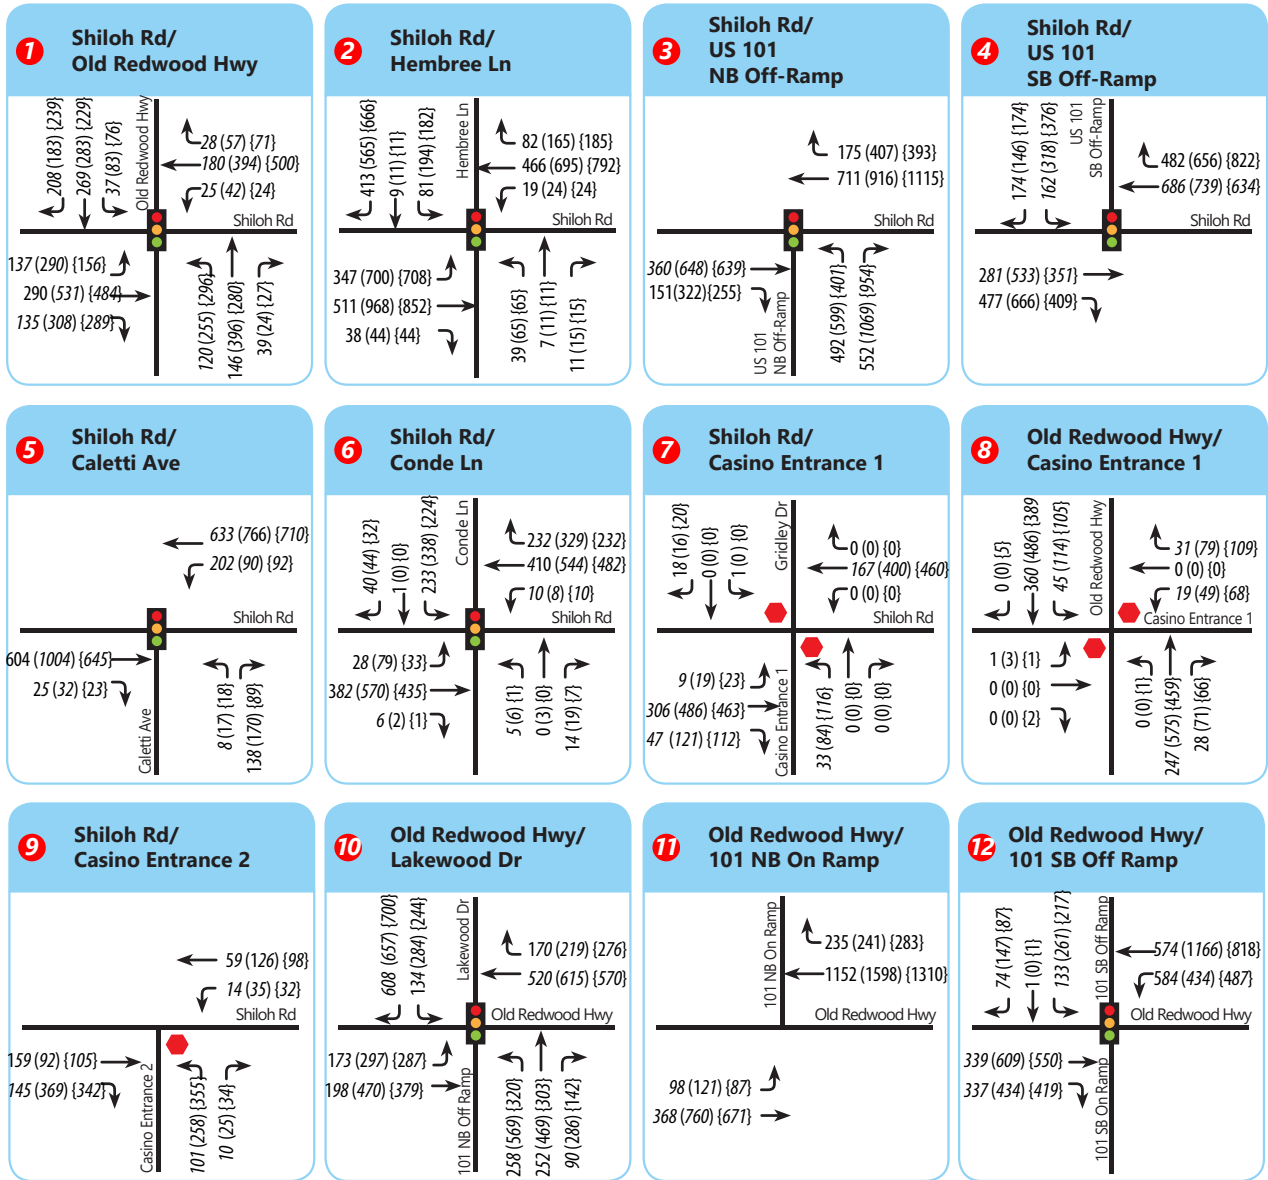 1
Shiloh Rd/
Old Redwood Hwy
208 (183) {239}
269 (283) {229}
37 (83) {76}
Old Redwood Hwy
28 (57) {71}
180 (394) {500}
25 (42) {24}
Shiloh Rd
137 (290) {156}
290 (531) {484}
135 (308) {289}
120 (255) {296}
146 (396) {280}
39 (24) {27}
2
Shiloh Rd/
Hembree Ln
413 (565) {666}
9 (11) {11}
81 (194) {182}
Hembree Ln
82 (165) {185}
466 (695) {792}
19 (24) {24}
Shiloh Rd
347 (700) {708}
511 (968) {852}
38 (44) {44}
39 (65) {65}
7 (11) {11}
11 (15) {15}
3
Shiloh Rd/
US 101
NB Off-Ramp
175 (407) {393}
711 (916) {1115}
Shiloh Rd
360 (648) {639}
151(322){255}
US 101
NB Off-Ramp
492 (599) {401}
552 (1069) {954}
4
Shiloh Rd/
US 101
SB Off-Ramp
174 (146) {174}
162 (318) {376}
US 101
SB Off-Ramp
482 (656) {822}
686 (739) {634}
Shiloh Rd
281 (533) {351}
477 (666) {409}
5
Shiloh Rd/
Caletti Ave
633 (766) {710}
202 (90) {92}
Shiloh Rd
604 (1004) {645}
25 (32) {23}
Caletti Ave
8 (17) {18}
138 (170) {89}
6
Shiloh Rd/
Conde Ln
40 (44) {32}
1 (0) {0}
233 (338) {224}
Conde Ln
232 (329) {232}
410 (544) {482}
10 (8) {10}
Shiloh Rd
28 (79) {33}
382 (570) {435}
6 (2) {1}
5 (6) {1}
0 (3) {0}
14 (19) {7}
7
Shiloh Rd/
Casino Entrance 1
18 (16) {20}
0 (0) {0}
1 (0 ) {0}
Gridley Dr
0 (0) {0}
167 (400) {460}
0 (0) {0}
Shiloh Rd
9 (19) {23}
306 (486) {463}
47 (121) {112}
Casino Entrance 1
33 (84) {116}
0 (0) {0}
0 (0) {0}
8
Old Redwood Hwy/
Casino Entrance 1
0 (0) {5}
360 (486) {389
45 (114) {105}
Old Redwood Hwy
31 (79) {109}
0 (0) {0}
19 (49) {68}
Casino Entrance 1
1 (3) {1}
0 (0) {0}
0 (0) {2}
0 (0) {1}
247 (575) {459}
28 (71) {66}
9
Shiloh Rd/
Casino Entrance 2
59 (126) {98}
14 (35) {32}
Shiloh Rd
159 (92) {105}
145 (369) {342}
Casino Entrance 2
101 (258) {355}
10 (25) {34}
10
Old Redwood Hwy/
Lakewood Dr
608 (657) {700}
134 (284) {244}
Lakewood Dr
170 (219) {276}
520 (615) {570}
Old Redwood Hwy
173 (297) {287}
198 (470) {379}
101 NB Off Ramp
258 (569) {320}
252 (469) {303}
90 (286) {142}
11
Old Redwood Hwy/
101 NB On Ramp
101 NB On Ramp
235 (241) {283}
1152 (1598) {1310}
Old Redwood Hwy
98 (121) {87}
368 (760) {671}
12
Old Redwood Hwy/
101 SB Off Ramp
74 (147) {87}
1 (0) {1}
133 (261) {217}
101 SB Off Ramp
574 (1166) {818}
584 (434) {487}
Old Redwood Hwy
339 (609) {550}
337 (434) {419}
101 SB On Ramp